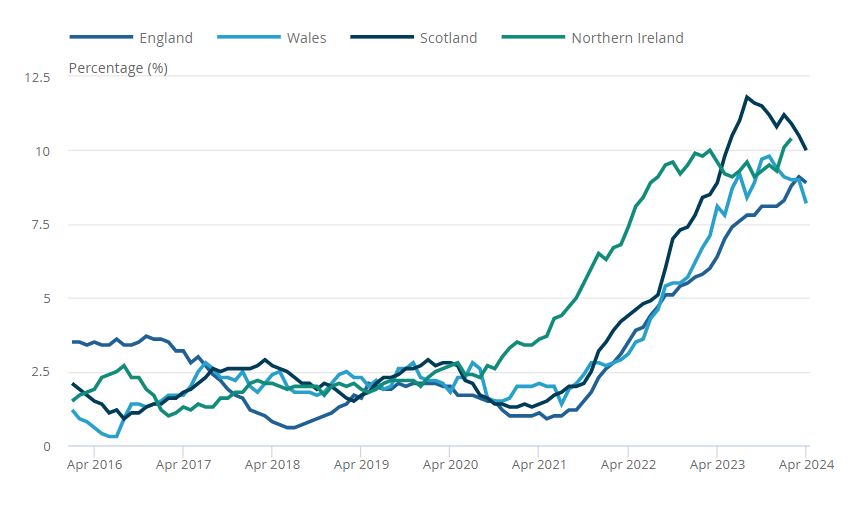 England Wales Scotland Northern Ireland
Percentage (%)
12.5
10
7.5
5
2.5
0
Apr 2016 Apr 2017 Apr 2018 Apr 2019 Apr 2020 Apr 2021 Apr 2022 Apr 2023 Apr 2024